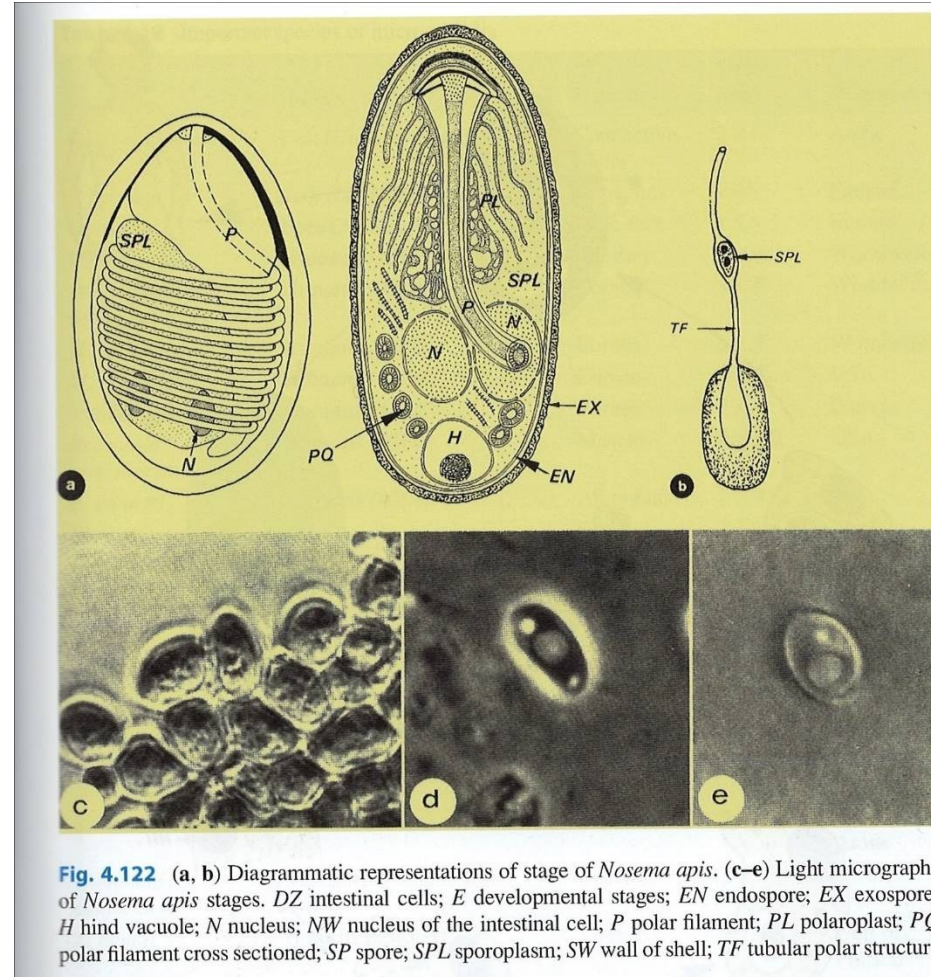 SPL
P
N
a
PL
SPL
P
N
N
PQ
H
EX
EN
SPL
TF
b
c
d
e
Fig. 4.122 (a, b) Diagrammatic representations of stage of Nosema apis. (c–e) Light micrograph
of Nosema apis stages. DZ intestinal cells; E developmental stages; EN endospore; EX exospore
H hind vacuole; N nucleus; NW nucleus of the intestinal cell; P polar filament; PL polaroplast; PQ
polar filament cross sectioned; SP spore; SPL sporoplasm; SW wall of shell; TF tubular polar structur